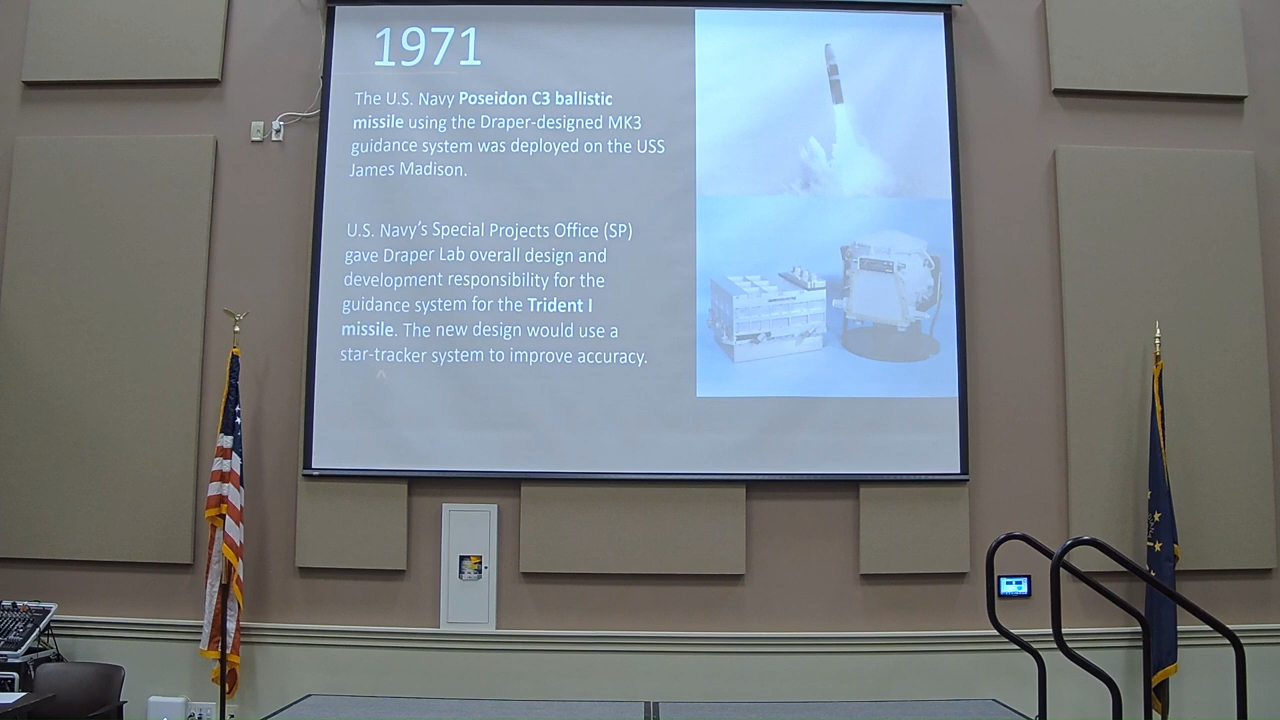 1971
The U.S. Navy Poseidon C3 ballistic
missile using the Draper-designed MK3
guidance system was deployed on the USS
James Madison.
U.S. Navy’s Special Projects Office (SP)
gave Draper Lab overall design and
development responsibility for the
guidance system for the Trident I
missile. The new design would use a
star-tracker system to improve accuracy.